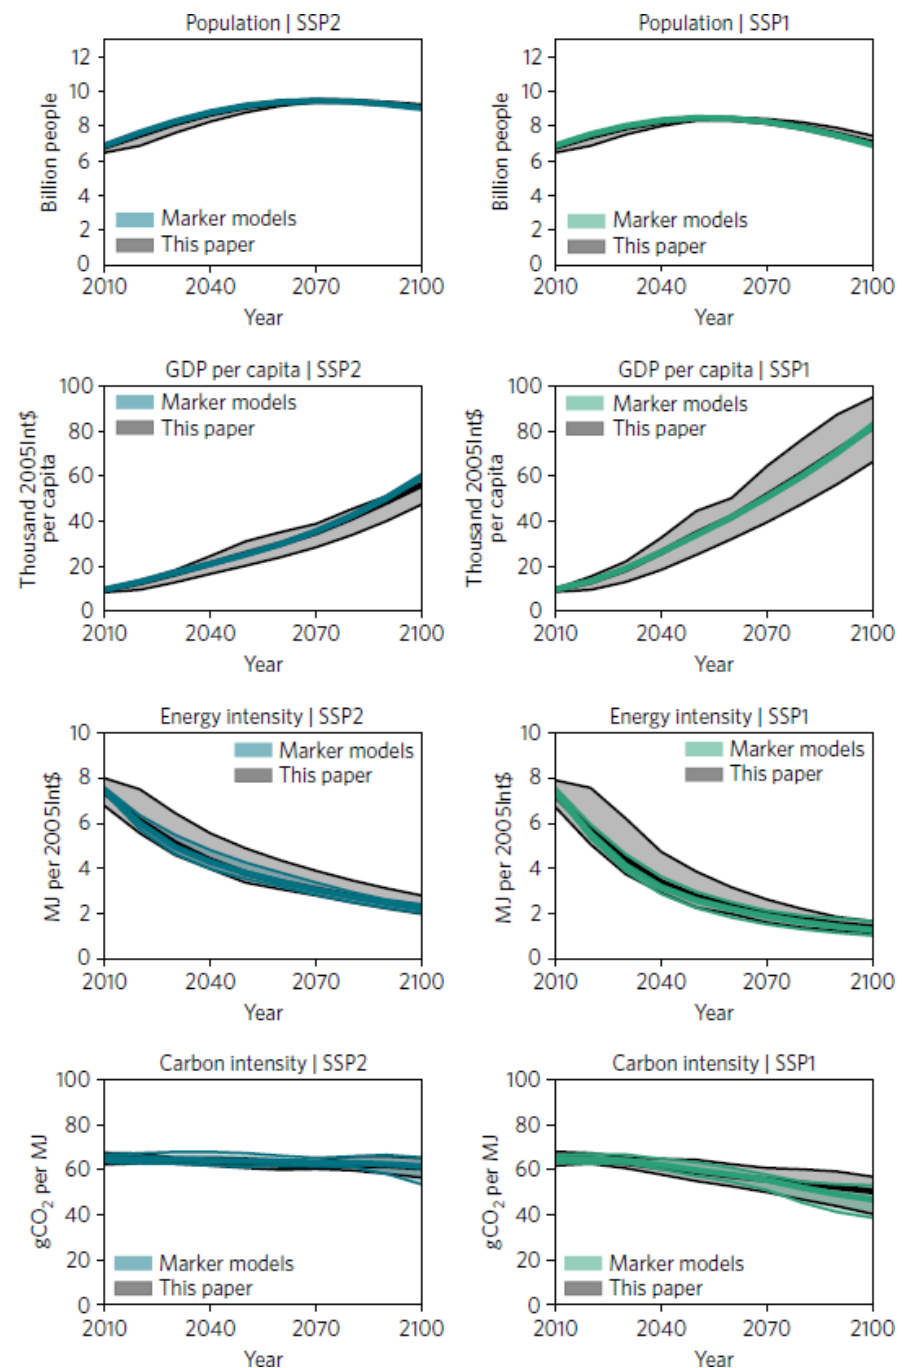 Population | SSP2
12
10
8
6
4
2
0
Billion people
Marker models
This paper
2010 2040 2070 2100
Year
Population | SSP1
12
10
8
6
4
2
0
Billion people
Marker models
This paper
2010 2040 2070 2100
Year
GDP per capita | SSP2
100
80
60
40
20
0
Thousand 2005Int$
per capita
Marker models
This paper
2010 2040 2070 2100
Year
GDP per capita | SSP1
100
80
60
40
20
0
Thousand 2005Int$
per capita
Marker models
This paper
2010 2040 2070 2100
Year
Energy intensity | SSP2
10
8
6
4
2
0
MJ per 2005Int$
Marker models
This paper
2010 2040 2070 2100
Year
Energy intensity | SSP1
10
8
6
4
2
0
MJ per 2005Int$
Marker models
This paper
2010 2040 2070 2100
Year
Carbon intensity | SSP2
100
80
60
40
20
0
gCO₂ per MJ
Marker models
This paper
2010 2040 2070 2100
Year
Carbon intensity | SSP1
100
80
60
40
20
0
gCO₂ per MJ
Marker models
This paper
2010 2040 2070 2100
Year